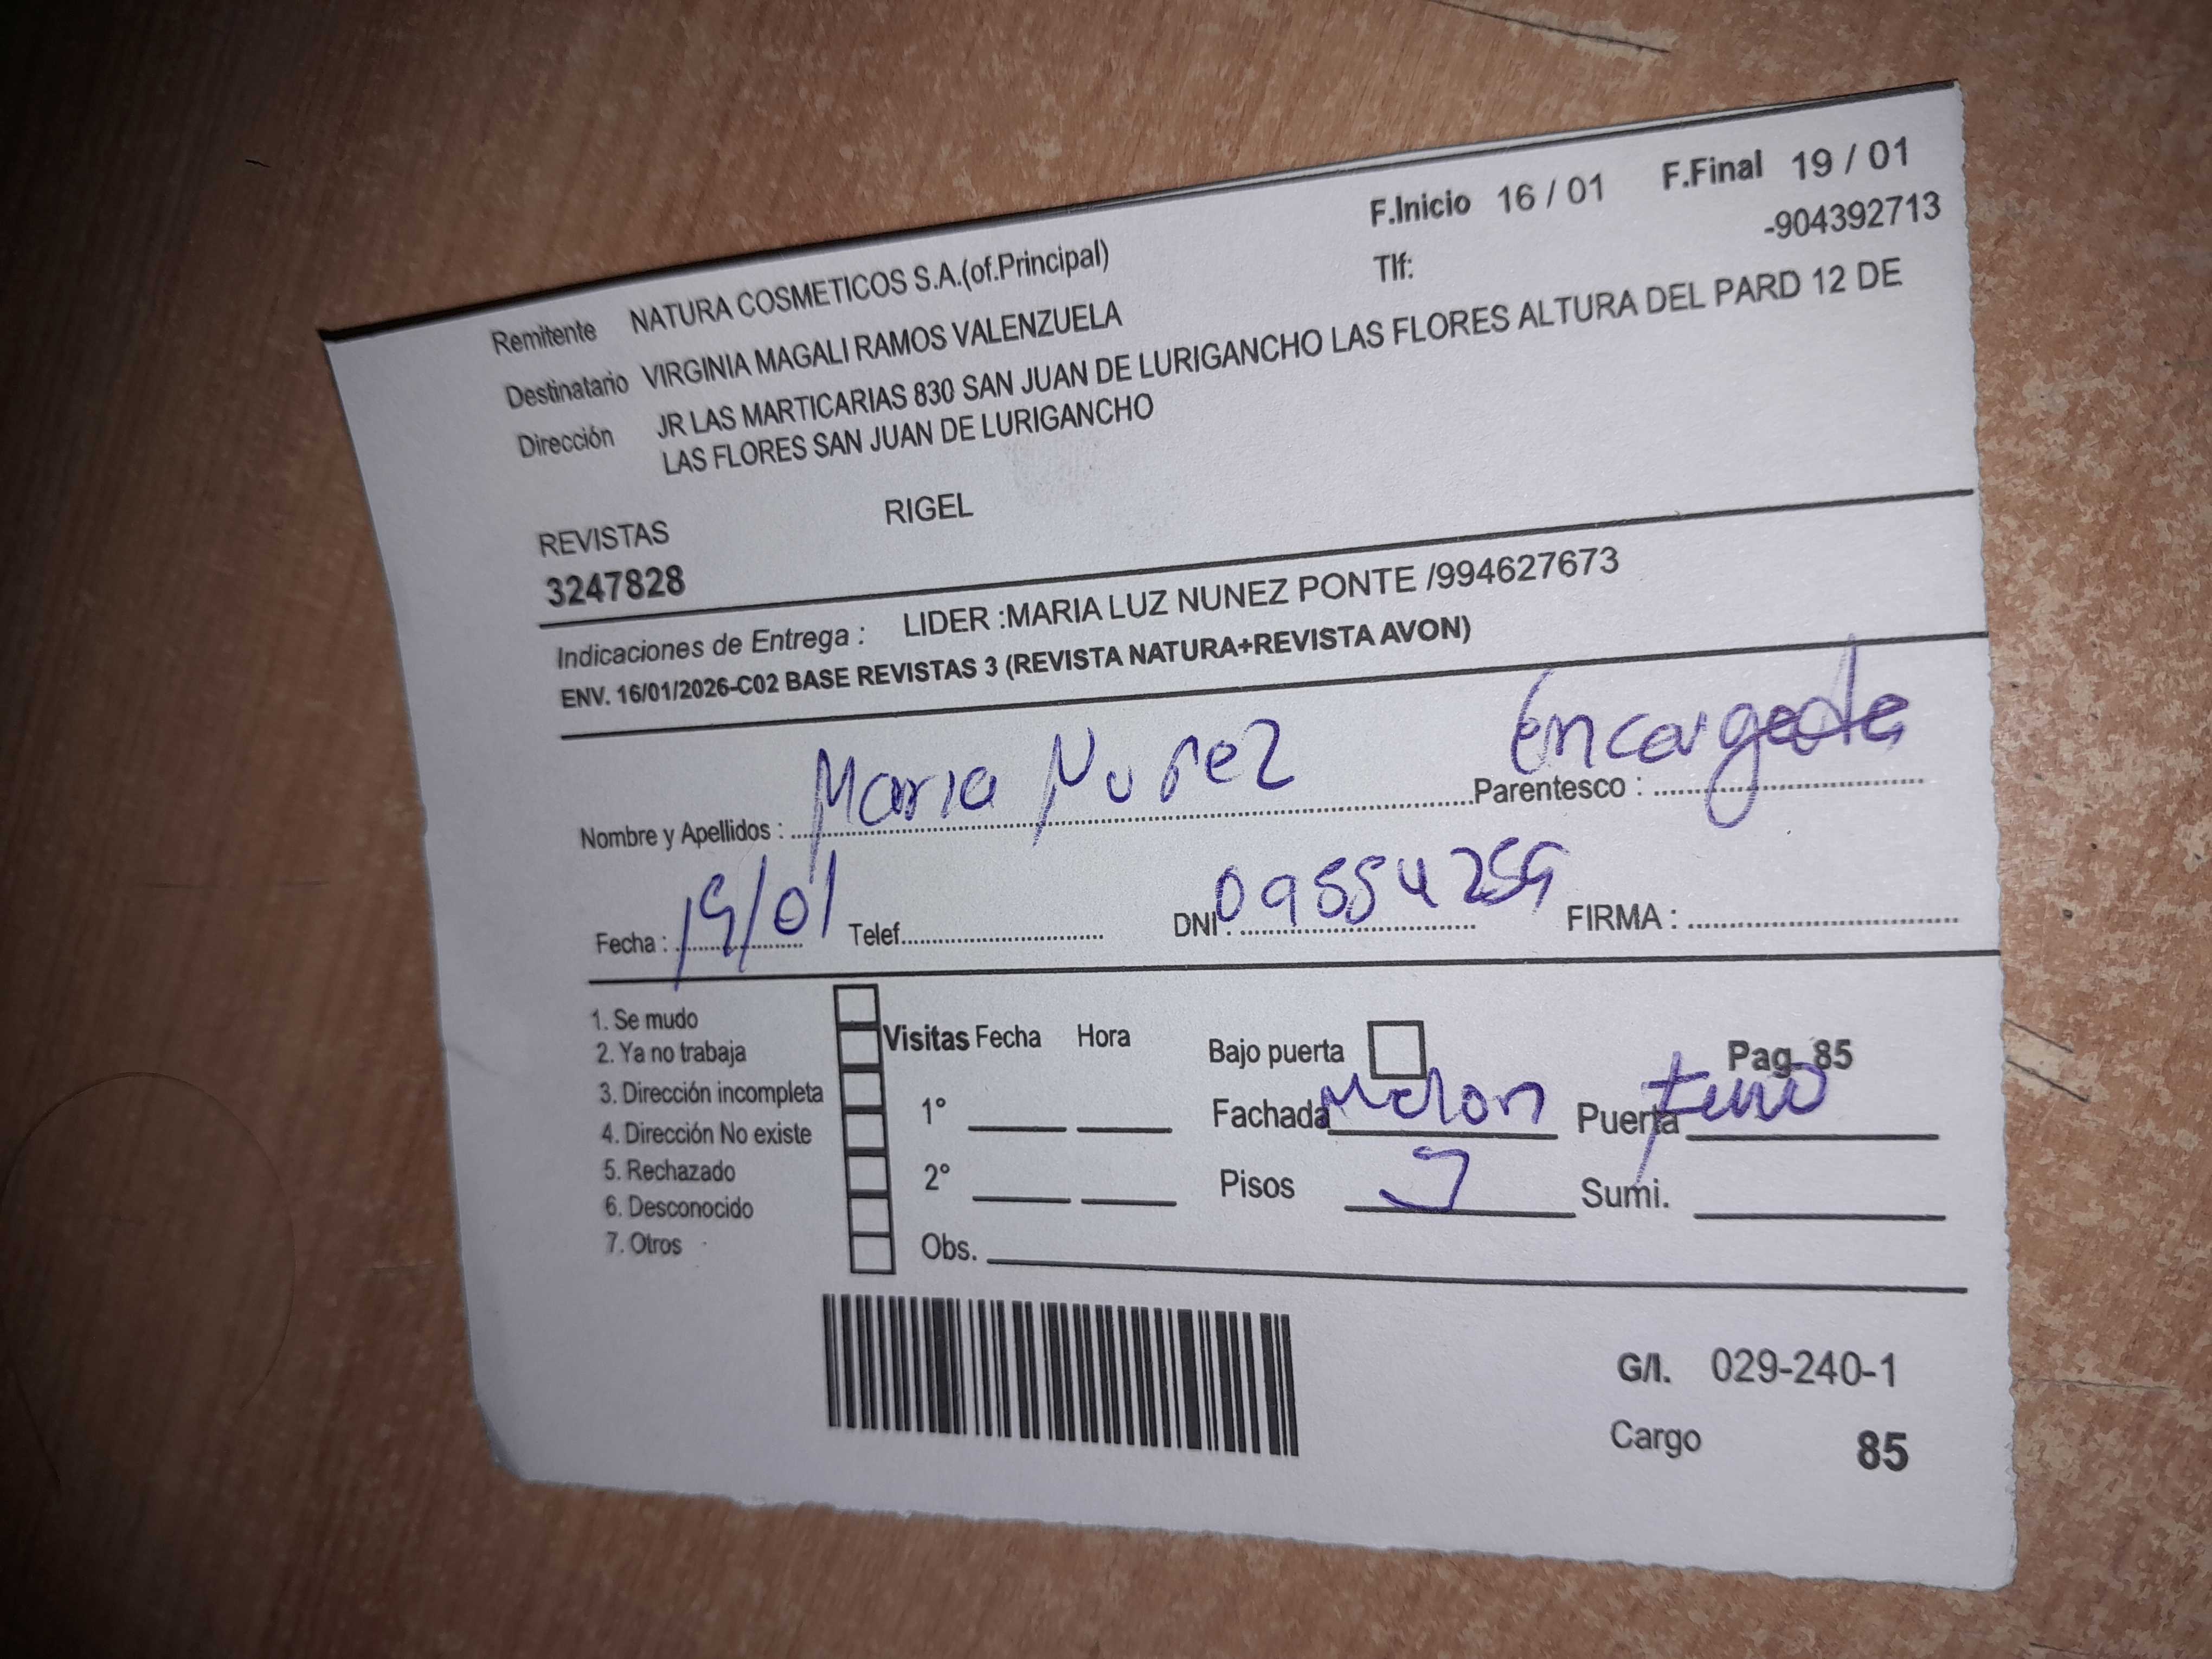 F.Inicio 16 / 01 F.Final 19 / 01
Remitente NATURA COSMETICOS S.A.(of.Principal) Tlf: -904392713
Destinatario VIRGINIA MAGALI RAMOS VALENZUELA
Dirección JR LAS MARTICARIAS 830 SAN JUAN DE LURIGANCHO LAS FLORES ALTURA DEL PARD 12 DE
LAS FLORES SAN JUAN DE LURIGANCHO
REVISTAS RIGEL
3247828
Indicaciones de Entrega : LIDER :MARIA LUZ NUNEZ PONTE /994627673
ENV. 16/01/2026-C02 BASE REVISTAS 3 (REVISTA NATURA+REVISTA AVON)
Nombre y Apellidos : Maria Nuñez Parentesco : Encargada
Fecha : 19/01 Telef. DNI : FIRMA :
1. Se mudo
2. Ya no trabaja
3. Dirección incompleta
4. Dirección No existe
5. Rechazado
6. Desconocido
7. Otros
Visitas Fecha Hora
1°
2°
Obs.
Bajo puerta Pag 85
Fachada Melon Puerta
Pisos Sumi.
G/I. 029-240-1
Cargo 85